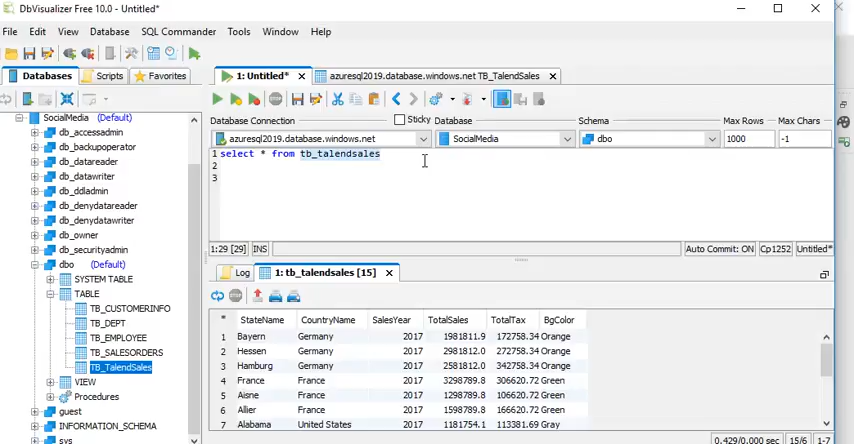 DbVisualizer Free 10.0 - Untitled*
File Edit View Database SQL Commander Tools Window Help
Databases Scripts Favorites
1: Untitled* azuresql2019.database.windows.net TB_TalendSales
Database Connection Sticky Database Schema Max Rows Max Chars
azuresql2019.database.windows.net SocialMedia dbo 1000 -1
1 select * from tb_talendsales
2
3
SocialMedia (Default)
db_accessadmin
db_backupoperator
db_datareader
db_datawriter
db_ddladmin
db_denydatareader
db_denydatawriter
db_owner
db_securityadmin
dbo (Default)
SYSTEM TABLE
TABLE
TB_CUSTOMERINFO
TB_DEPT
TB_EMPLOYEE
TB_SALESORDERS
TB_TalendSales
VIEW
Procedures
guest
INFORMATION_SCHEMA
sys
1:29 [29] INS Auto Commit: ON Cp1252 Untitled*
Log 1: tb_talendsales [15]
* StateName CountryName SalesYear TotalSales TotalTax BgColor
1 Bayern Germany 2017 1981811.9 172758.34 Orange
2 Hessen Germany 2017 2981812.0 272758.34 Orange
3 Hamburg Germany 2017 2581812.0 342758.34 Orange
4 France France 2017 3298789.8 306620.72 Green
5 Aisne France 2017 1298789.8 106620.72 Green
6 Allier France 2017 1598789.8 166620.72 Green
7 Alabama United States 2017 1181754.1 113381.69 Gray
0.429/0.000 sec 15/6 1-7